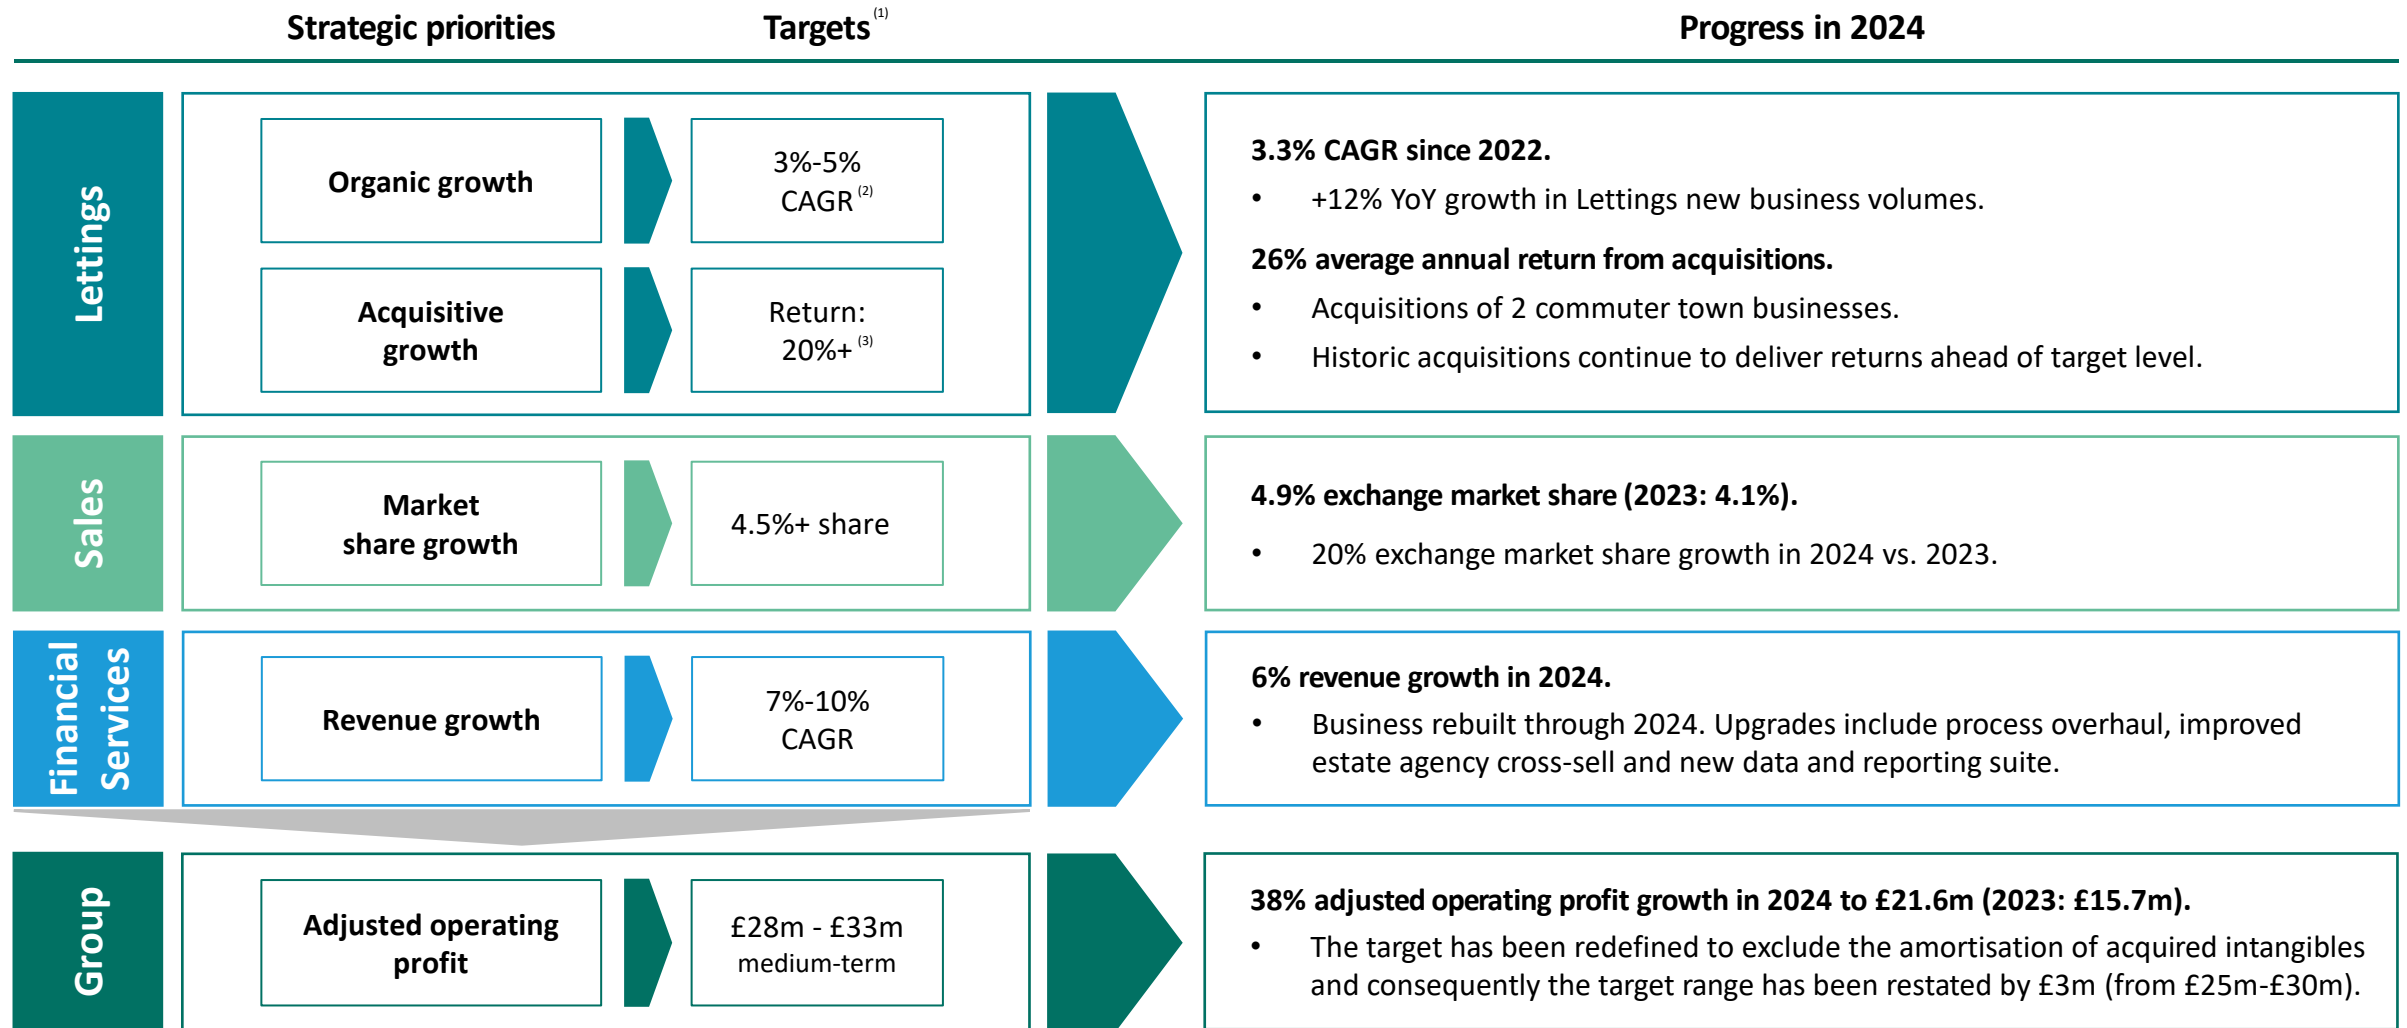 Strategic priorities
Targets (1)
Progress in 2024
Lettings
Organic growth
3%-5%
CAGR (2)
Acquisitive
growth
Return:
20%+ (3)
3.3% CAGR since 2022.
• +12% YoY growth in Lettings new business volumes.
26% average annual return from acquisitions.
• Acquisitions of 2 commuter town businesses.
• Historic acquisitions continue to deliver returns ahead of target level.
Sales
Market
share growth
4.5%+ share
4.9% exchange market share (2023: 4.1%).
• 20% exchange market share growth in 2024 vs. 2023.
Financial
Services
Revenue growth
7%-10%
CAGR
6% revenue growth in 2024.
• Business rebuilt through 2024. Upgrades include process overhaul, improved
estate agency cross-sell and new data and reporting suite.
Group
Adjusted operating
profit
£28m - £33m
medium-term
38% adjusted operating profit growth in 2024 to £21.6m (2023: £15.7m).
• The target has been redefined to exclude the amortisation of acquired intangibles
and consequently the target range has been restated by £3m (from £25m-£30m).